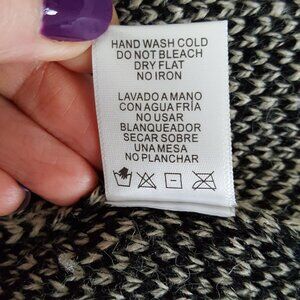 HAND WASH COLD
DO NOT BLEACH
DRY FLAT
NO IRON
LAVADO A MANO
CON AGUA FRÍA
NO USAR
BLANQUEADOR
SECAR SOBRE
UNA MESA
NO PLANCHAR